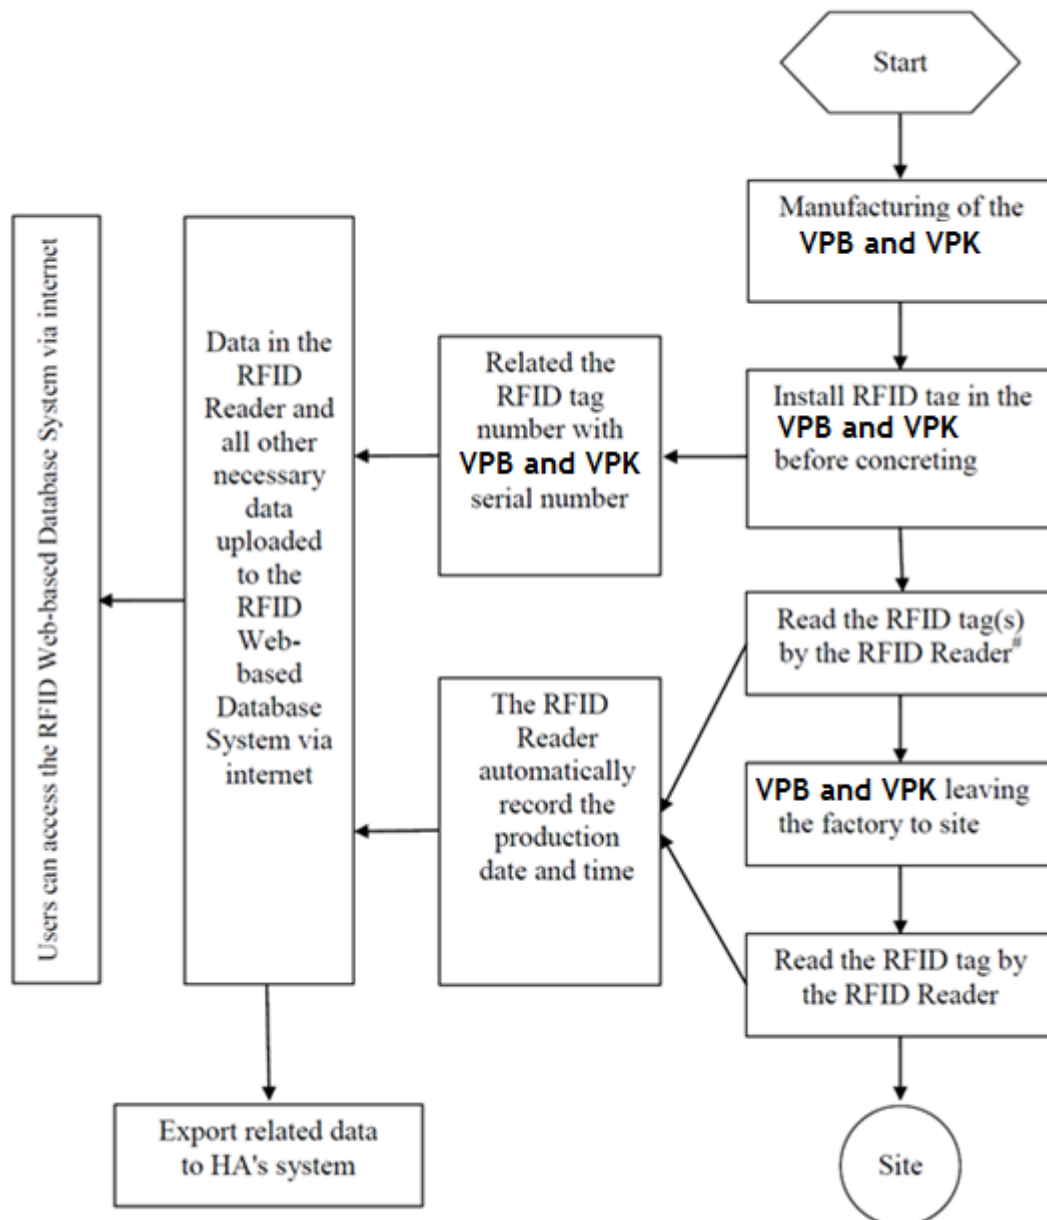 Start
Manufacturing of the
VPB and VPK
Install RFID tag in the
VPB and VPK
before concreting
Related the
RFID tag
number with
VPB and VPK
serial number
Read the RFID tag(s)
by the RFID Reader#
The RFID
Reader
automatically
record the
production
date and time
VPB and VPK leaving
the factory to site
Read the RFID tag by
the RFID Reader
Site
Data in the
RFID
Reader and
all other
necessary
data
uploaded
to the
RFID
Web-
based
Database
System via
internet
Users can access the RFID Web-based Database System via internet
Export related data
to HA's system